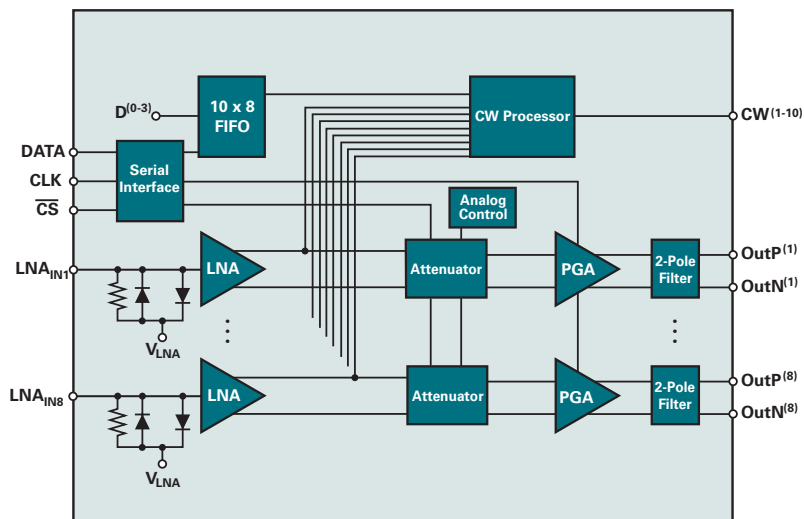 D(0-3)
10 x 8
FIFO
CW Processor
CW(1-10)
DATA
CLK
CS
Serial
Interface
Analog
Control
LNAIN1
LNA
Attenuator
PGA
2-Pole
Filter
OutP(1)
OutN(1)
VLNA
LNAIN8
LNA
Attenuator
PGA
2-Pole
Filter
OutP(8)
OutN(8)
VLNA